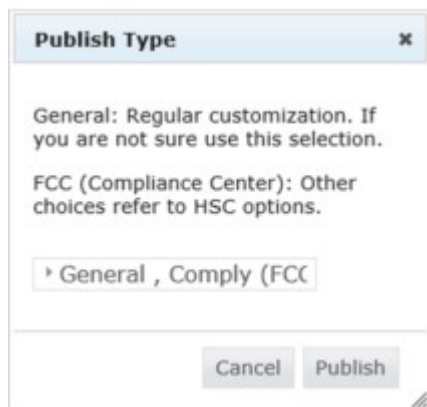 Publish Type
General: Regular customization. If
you are not sure use this selection.
FCC (Compliance Center): Other
choices refer to HSC options.
General , Comply (FCC
Cancel Publish